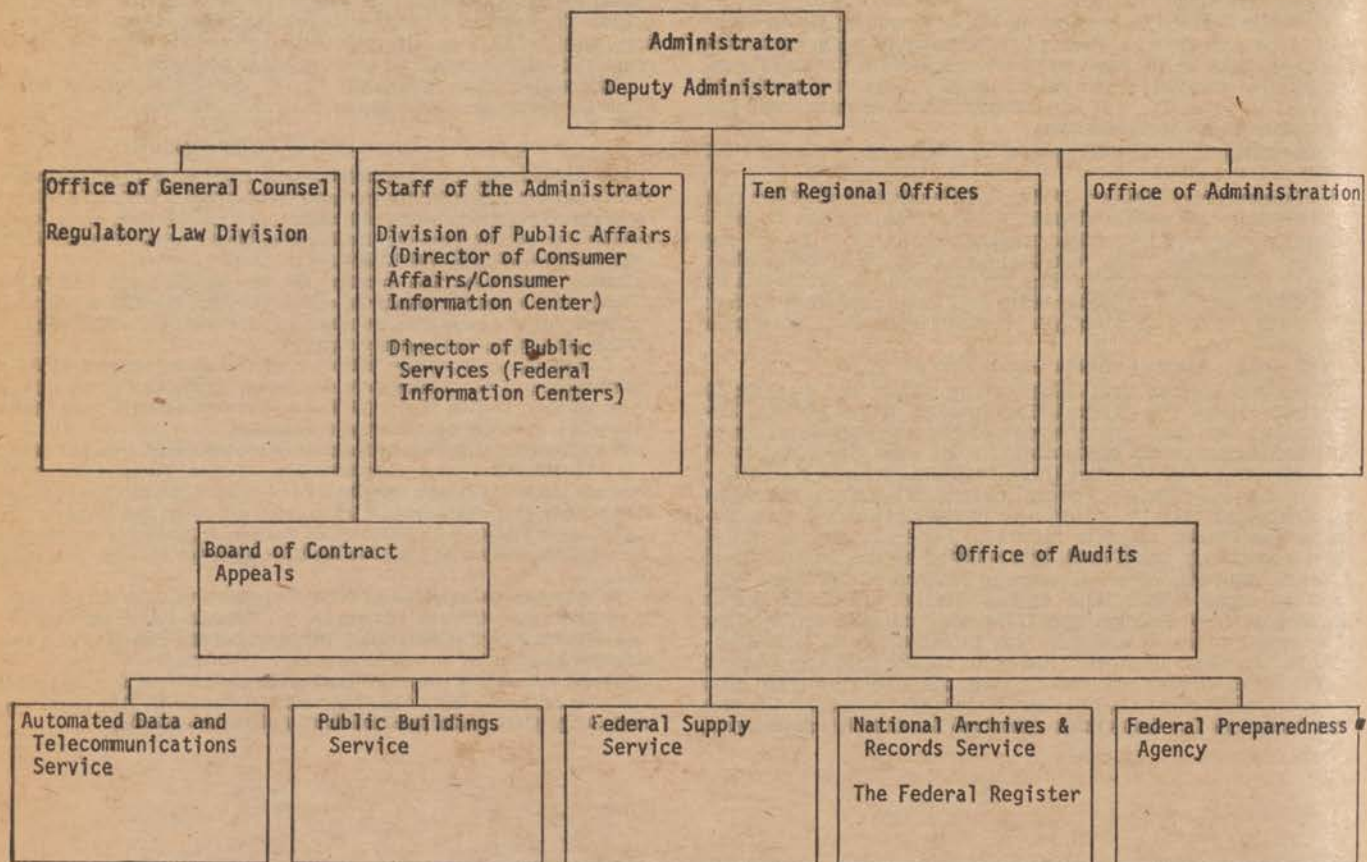 Administrator
Deputy Administrator
Office of General Counsel
Regulatory Law Division
Staff of the Administrator
Division of Public Affairs
(Director of Consumer
Affairs/Consumer
Information Center)
Director of Public
Services (Federal
Information Centers)
Ten Regional Offices
Office of Administration
Board of Contract
Appeals
Office of Audits
Automated Data and
Telecommunications
Service
Public Buildings
Service
Federal Supply
Service
National Archives &
Records Service
The Federal Register
Federal Preparedness
Agency